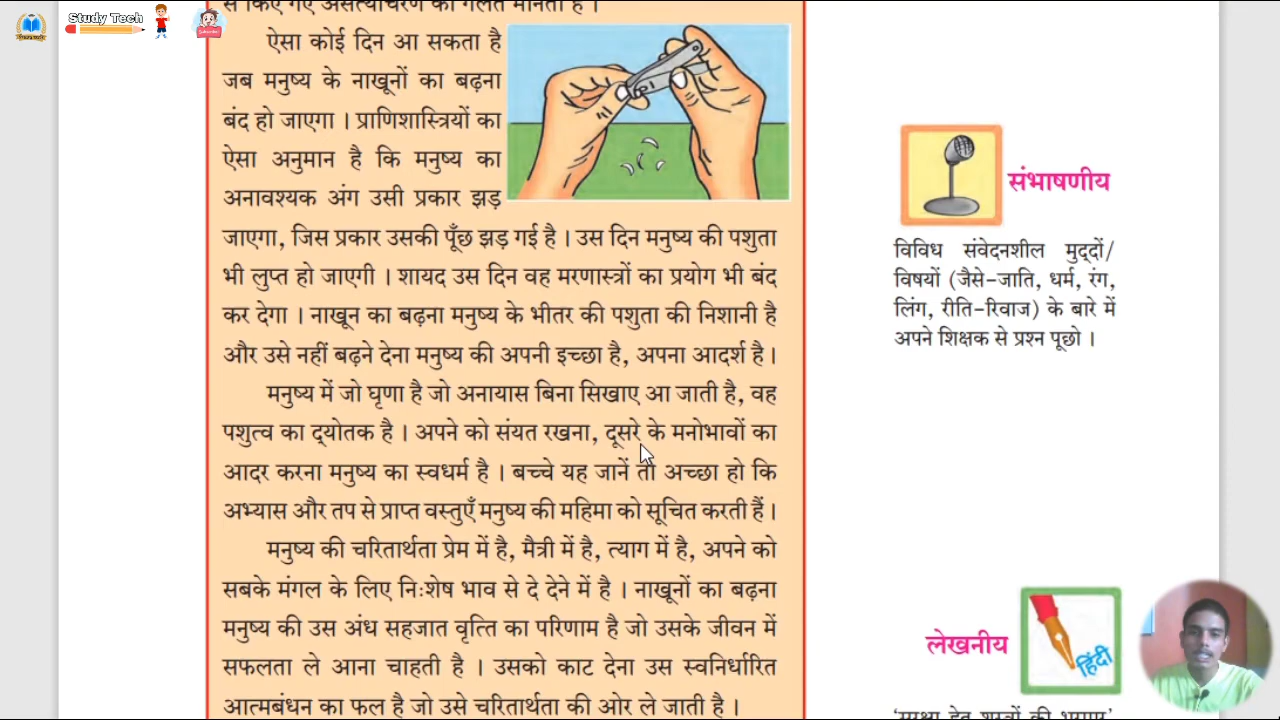 Study Tech
से किए गए असत्याचरण को गलत मानता है ।
ऐसा कोई दिन आ सकता है
जब मनुष्य के नाखूनों का बढ़ना
बंद हो जाएगा । प्राणिशास्त्रियों का
ऐसा अनुमान है कि मनुष्य का
अनावश्यक अंग उसी प्रकार झड़
जाएगा, जिस प्रकार उसकी पूँछ झड़ गई है । उस दिन मनुष्य की पशुता
भी लुप्त हो जाएगी । शायद उस दिन वह मरणास्त्रों का प्रयोग भी बंद
कर देगा । नाखून का बढ़ना मनुष्य के भीतर की पशुता की निशानी है
और उसे नहीं बढ़ने देना मनुष्य की अपनी इच्छा है, अपना आदर्श है ।
मनुष्य में जो घृणा है जो अनायास बिना सिखाए आ जाती है, वह
पशुत्व का द्‌योतक है । अपने को संयत रखना, दूसरे के मनोभावों का
आदर करना मनुष्य का स्वधर्म है । बच्चे यह जानें तो अच्छा हो कि
अभ्यास और तप से प्राप्त वस्तुएँ मनुष्य की महिमा को सूचित करती हैं ।
मनुष्य की चरितार्थता प्रेम में है, मैत्री में है, त्याग में है, अपने को
सबके मंगल के लिए निःशेष भाव से दे देने में है । नाखूनों का बढ़ना
मनुष्य की उस अंध सहजात वृत्ति का परिणाम है जो उसके जीवन में
सफलता ले आना चाहती है । उसको काट देना उस स्वनिर्धारित
आत्मबंधन का फल है जो उसे चरितार्थता की ओर ले जाती है ।
संभाषणीय
विविध संवेदनशील मुद्‌दों/
विषयों (जैसे-जाति, धर्म, रंग,
लिंग, रीति-रिवाज) के बारे में
अपने शिक्षक से प्रश्न पूछो ।
लेखनीय
हिंदी
'सुरक्षा हेतु शस्त्रों की भरमार'